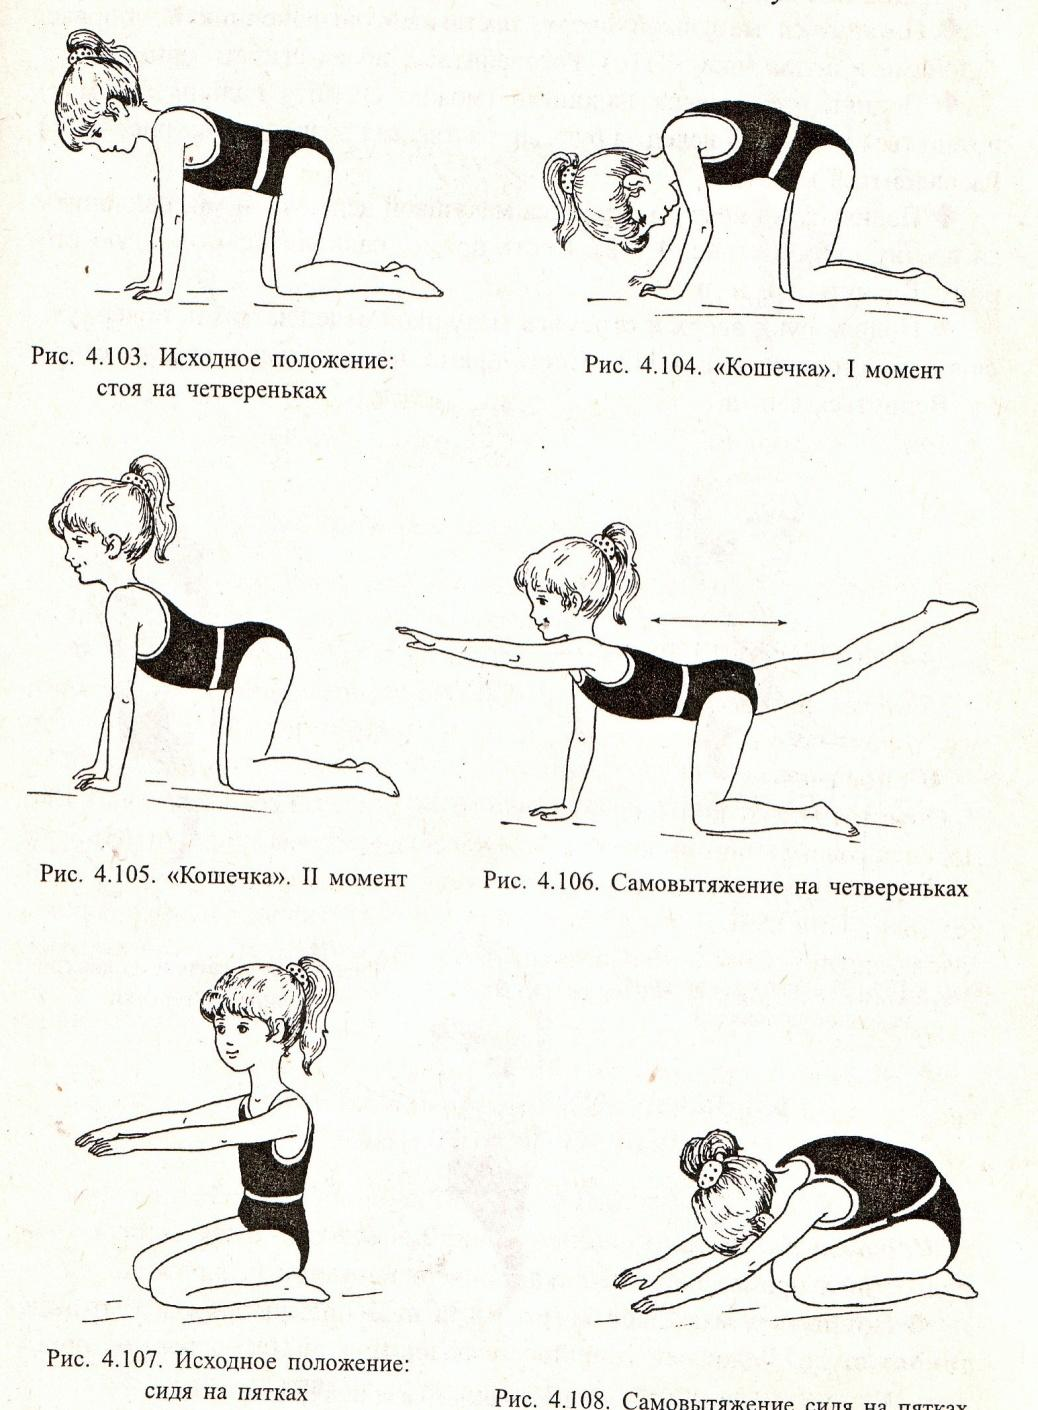 Рис. 4.103. Исходное положение:
стоя на четвереньках
Рис. 4.104. «Кошечка». I момент
Рис. 4.105. «Кошечка». II момент
Рис. 4.106. Самовытяжение на четвереньках
Рис. 4.107. Исходное положение:
сидя на пятках
Рис. 4.108. Самовытяжение сидя на пятках